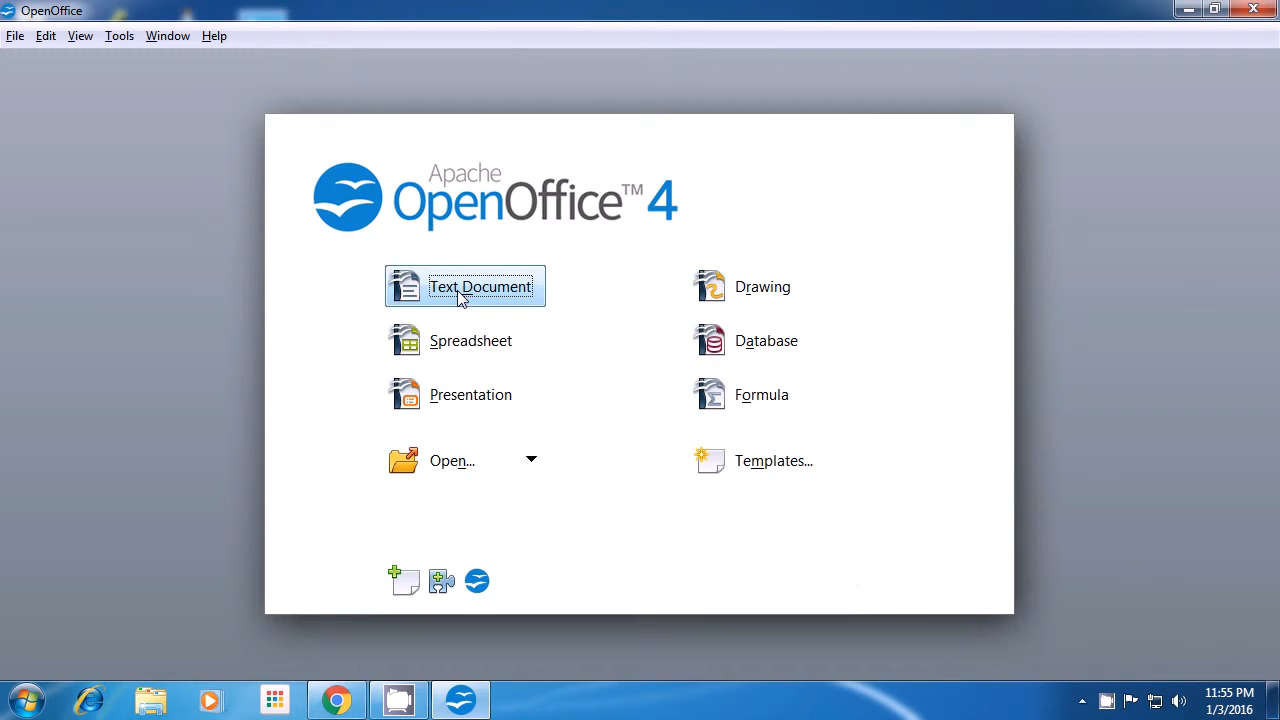 OpenOffice
File Edit View Tools Window Help
Apache
OpenOffice™ 4
Text Document
Drawing
Spreadsheet
Database
Presentation
Formula
Open...
Templates...
11:55 PM
1/3/2016